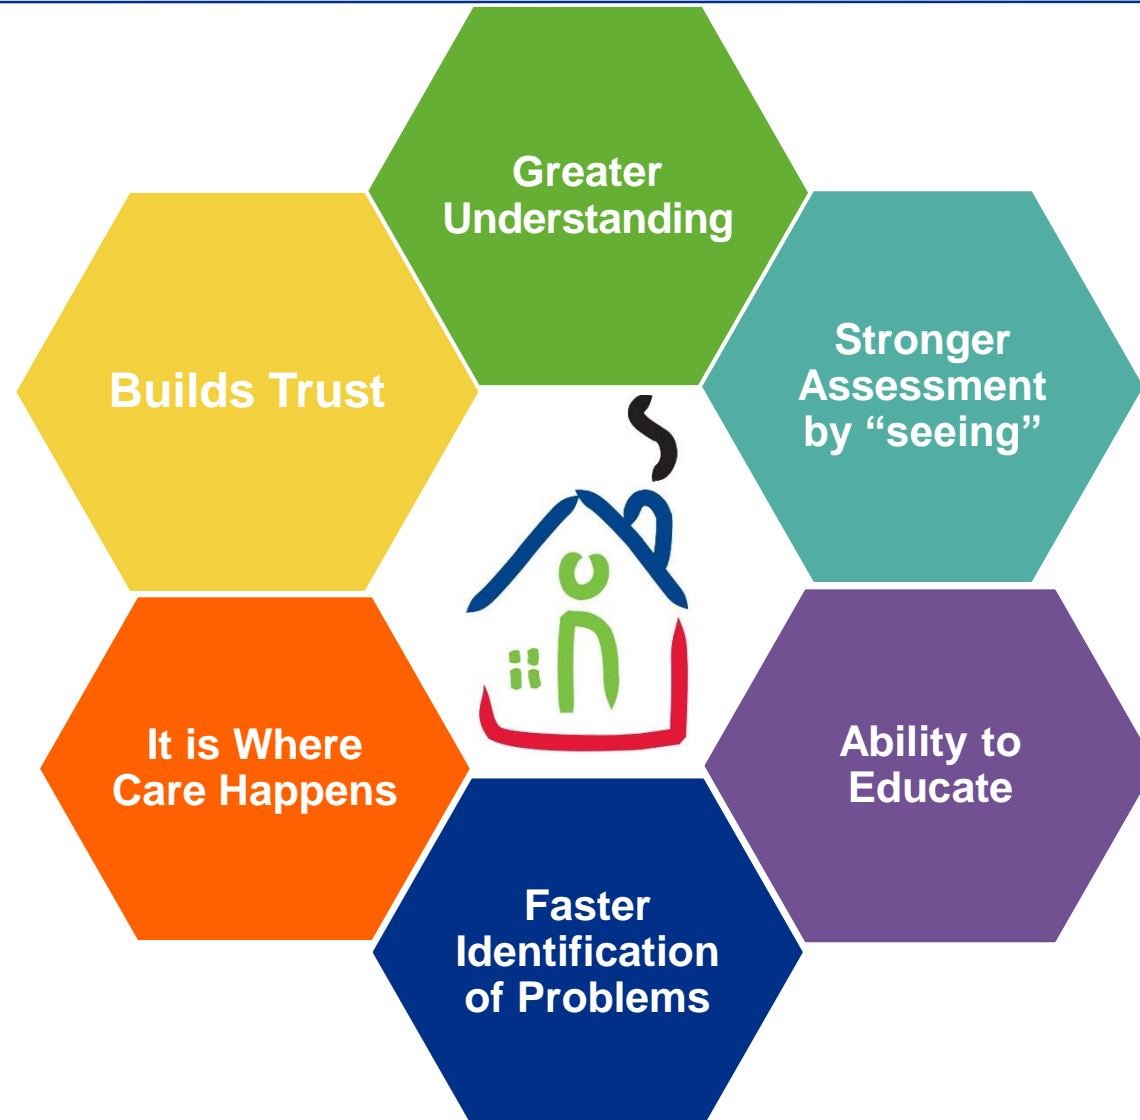 Greater
Understanding
Stronger
Assessment
by “seeing”
Builds Trust
It is Where
Care Happens
Ability to
Educate
Faster
Identification
of Problems